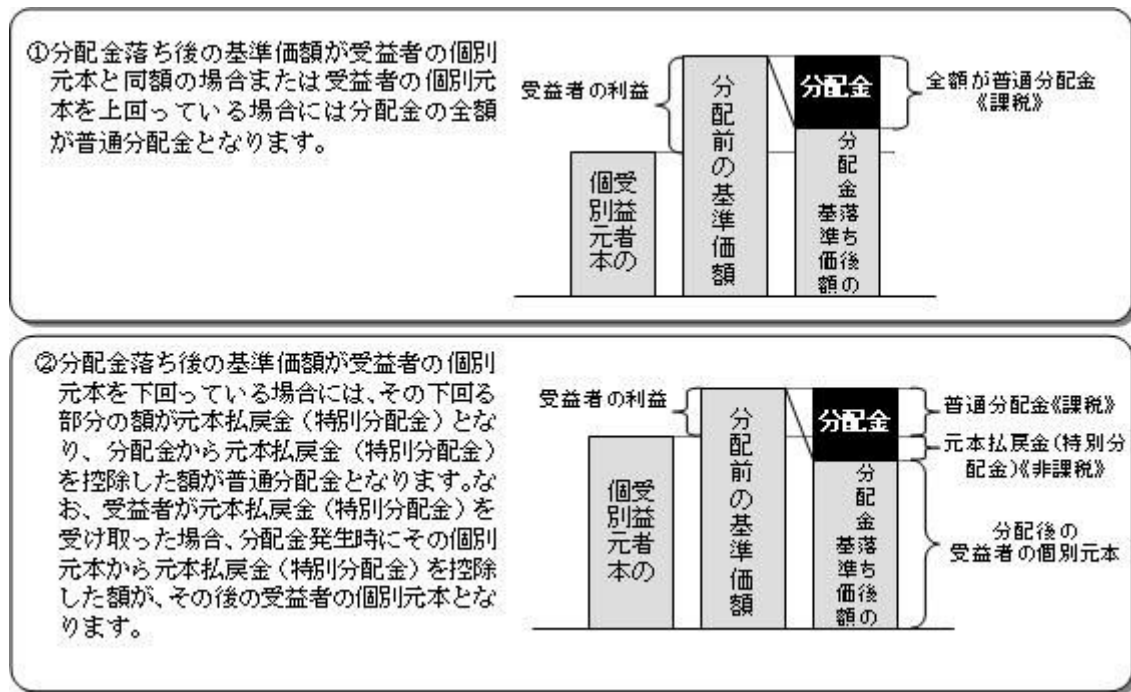 ①分配金落ち後の基準価額が受益者の個別
元本と同額の場合または受益者の個別元
本を上回っている場合には分配金の全額
が普通分配金となります。
受益者の利益
受益者の
個別元本
分配前の基準価額
分配金
分配金落ち後の
基準価額
全額が普通分配金
《課税》
②分配金落ち後の基準価額が受益者の個別
元本を下回っている場合には、その下回る
部分の額が元本払戻金（特別分配金）とな
り、分配金から元本払戻金（特別分配金）
を控除した額が普通分配金となります。な
お、受益者が元本払戻金（特別分配金）を
受け取った場合、分配金発生時にその個別
元本から元本払戻金（特別分配金）を控除
した額が、その後の受益者の個別元本とな
ります。
受益者の利益
受益者の
個別元本
分配前の基準価額
分配金
分配金落ち後の
基準価額
普通分配金《課税》
元本払戻金(特別分
配金)《非課税》
分配後の
受益者の個別元本